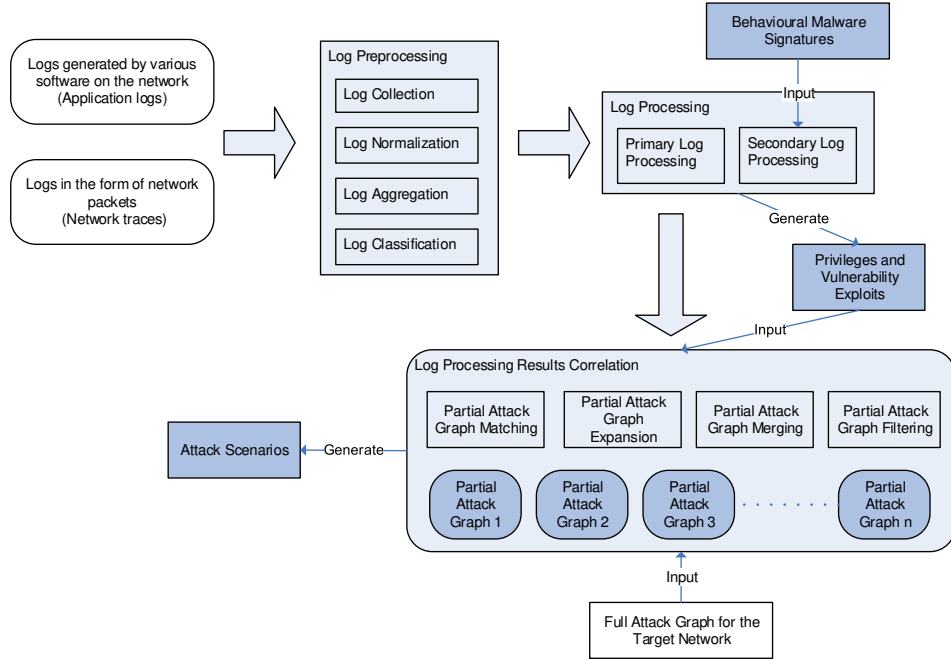 Behavioural Malware
Signatures
Logs generated by various
software on the network
(Application logs)
Logs in the form of network
packets
(Network traces)
Log Preprocessing
Log Collection
Log Normalization
Log Aggregation
Log Classification
Input
Log Processing
Primary Log
Processing
Secondary Log
Processing
Generate
Privileges and
Vulnerability
Exploits
Input
Log Processing Results Correlation
Partial Attack
Graph Matching
Partial Attack
Graph
Expansion
Partial Attack
Graph Merging
Partial Attack
Graph Filtering
Attack Scenarios
Generate
Partial
Attack
Graph 1
Partial
Attack
Graph 2
Partial
Attack
Graph 3
Partial
Attack
Graph n
Input
Full Attack Graph for the
Target Network